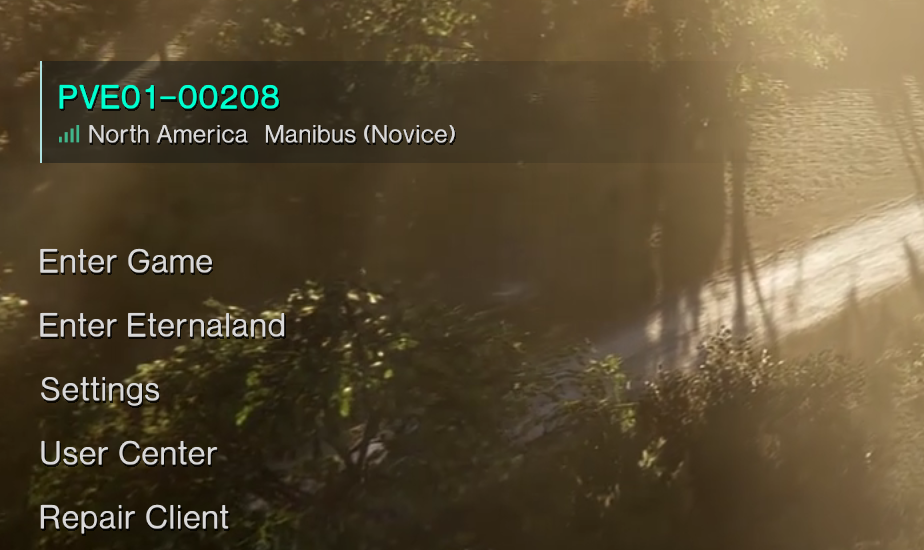 PVE01-00208
North America Manibus (Novice)
Enter Game
Enter Eternaland
Settings
User Center
Repair Client